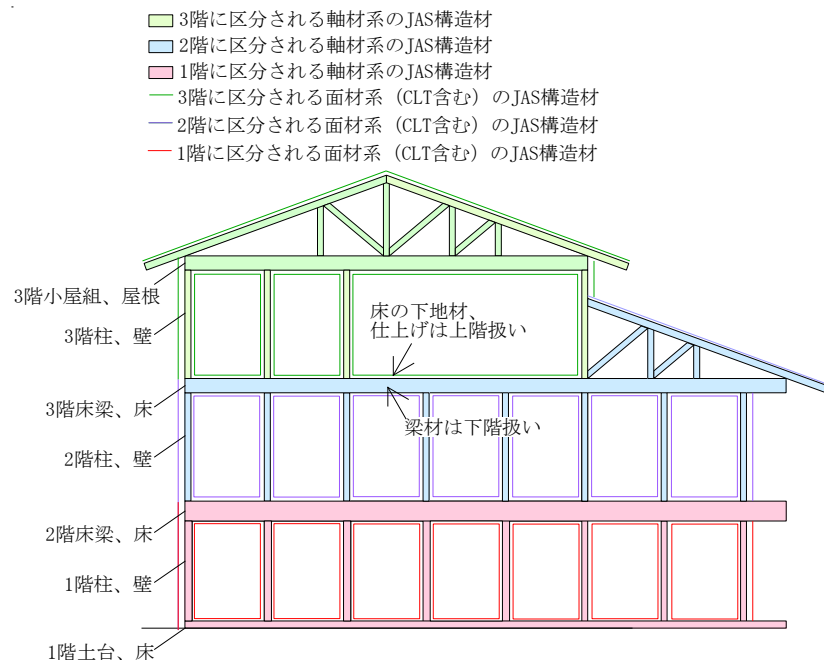 3階に区分される軸材系のJAS構造材
2階に区分される軸材系のJAS構造材
1階に区分される軸材系のJAS構造材
3階に区分される面材系（CLT含む）のJAS構造材
2階に区分される面材系（CLT含む）のJAS構造材
1階に区分される面材系（CLT含む）のJAS構造材
3階小屋組、屋根
3階柱、壁
床の下地材、
仕上げは上階扱い
3階床梁、床
梁材は下階扱い
2階柱、壁
2階床梁、床
1階柱、壁
1階土台、床